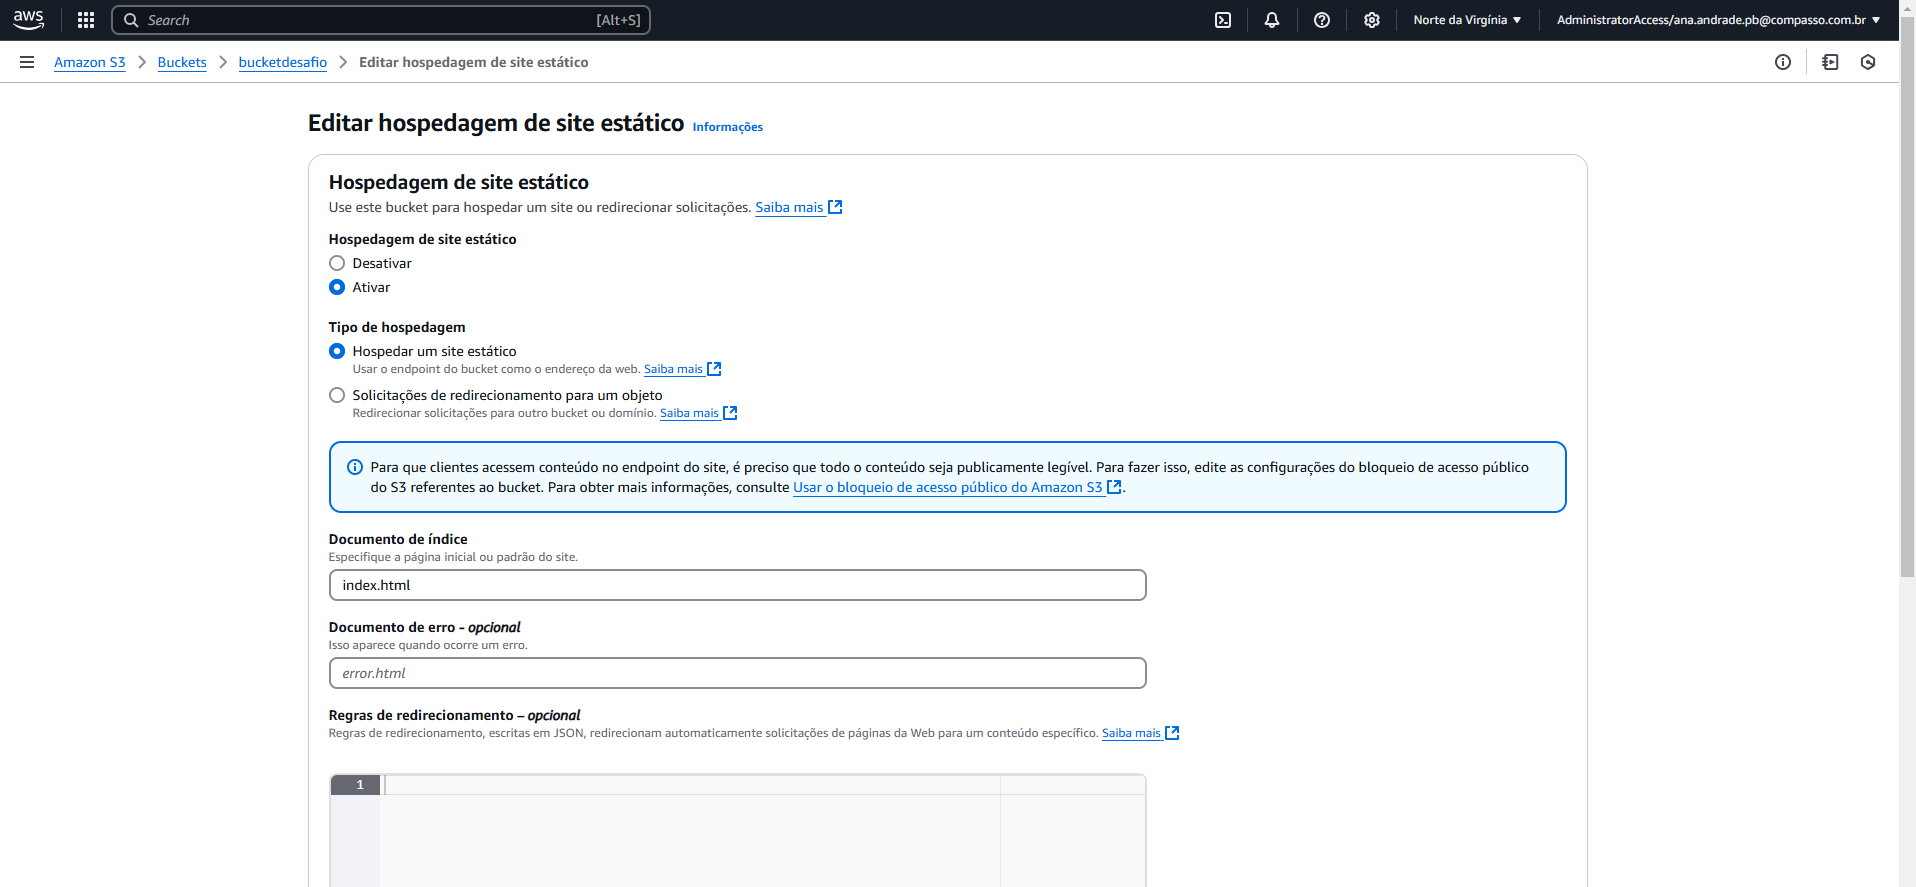 aws
Search
[Alt+S]
Norte da Virgínia
AdministratorAccess/ana.andrade.pb@compasso.com.br
Amazon S3
Buckets
bucketdesafio
Editar hospedagem de site estático
Editar hospedagem de site estático Informações
Hospedagem de site estático
Use este bucket para hospedar um site ou redirecionar solicitações. Saiba mais
Hospedagem de site estático
Desativar
Ativar
Tipo de hospedagem
Hospedar um site estático
Usar o endpoint do bucket como o endereço da web. Saiba mais
Solicitações de redirecionamento para um objeto
Redirecionar solicitações para outro bucket ou domínio. Saiba mais
Para que clientes acessem conteúdo no endpoint do site, é preciso que todo o conteúdo seja publicamente legível. Para fazer isso, edite as configurações do bloqueio de acesso público
do S3 referentes ao bucket. Para obter mais informações, consulte Usar o bloqueio de acesso público do Amazon S3.
Documento de índice
Especifique a página inicial ou padrão do site.
index.html
Documento de erro - opcional
Isso aparece quando ocorre um erro.
error.html
Regras de redirecionamento – opcional
Regras de redirecionamento, escritas em JSON, redirecionam automaticamente solicitações de páginas da Web para um conteúdo específico. Saiba mais
1